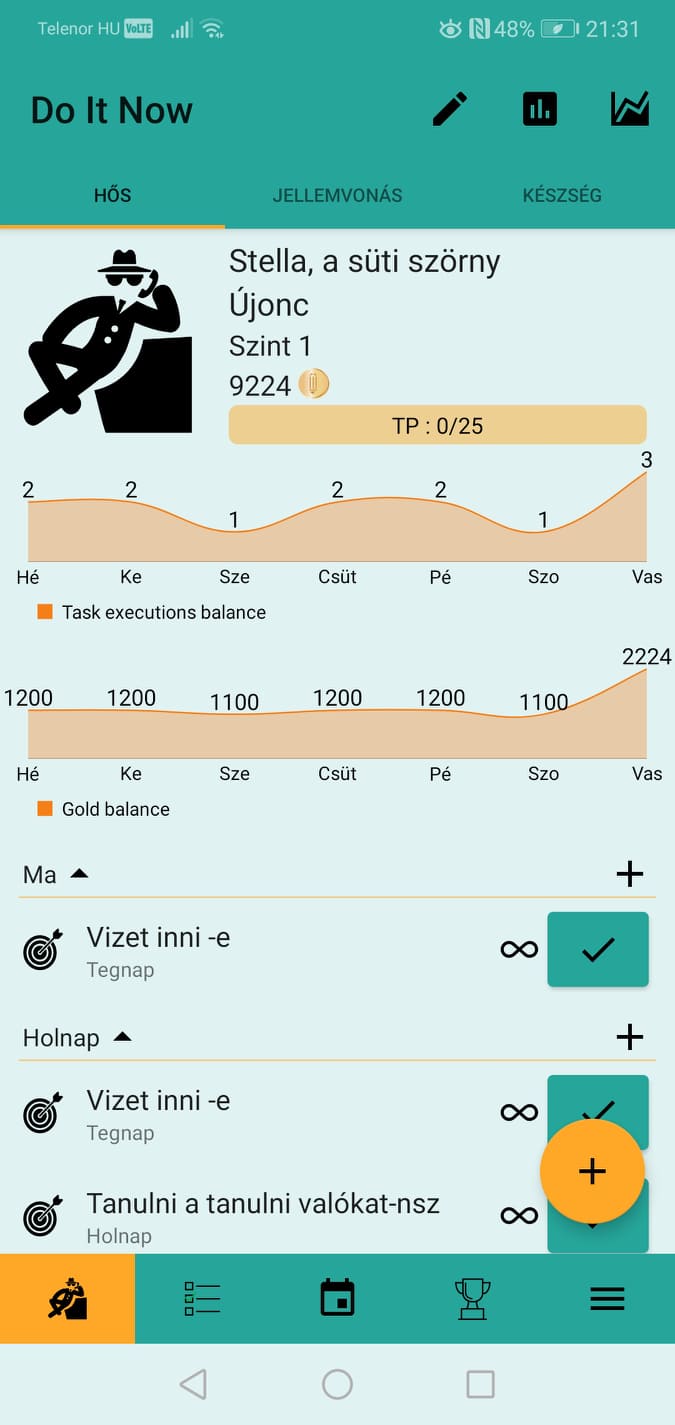 Telenor HU VoLTE 48% 21:31
Do It Now
HŐS JELLEMVONÁS KÉSZSÉG
Stella, a süti szörny
Újonc
Szint 1
9224
TP : 0/25
2 2 1 2 2 1 3
Hé Ke Sze Csüt Pé Szo Vas
Task executions balance
1200 1200 1100 1200 1200 1100 2224
Hé Ke Sze Csüt Pé Szo Vas
Gold balance
Ma
Vizet inni -e
Tegnap
Holnap
Vizet inni -e
Tegnap
Tanulni a tanulni valókat-nsz
Holnap